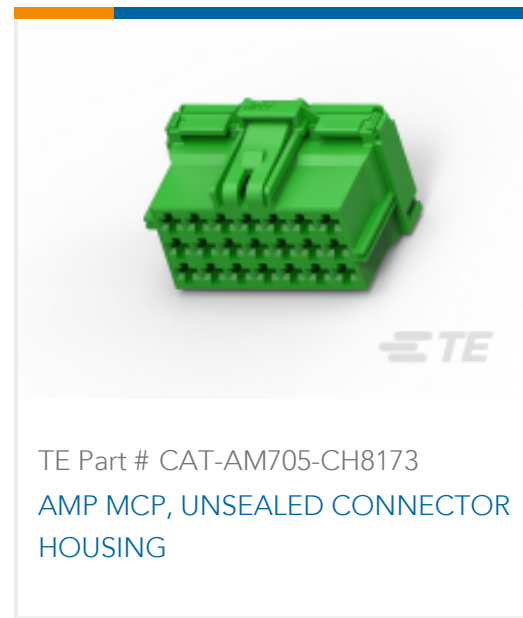 TE
TE Part # CAT-AM705-CH8173
AMP MCP, UNSEALED CONNECTOR
HOUSING